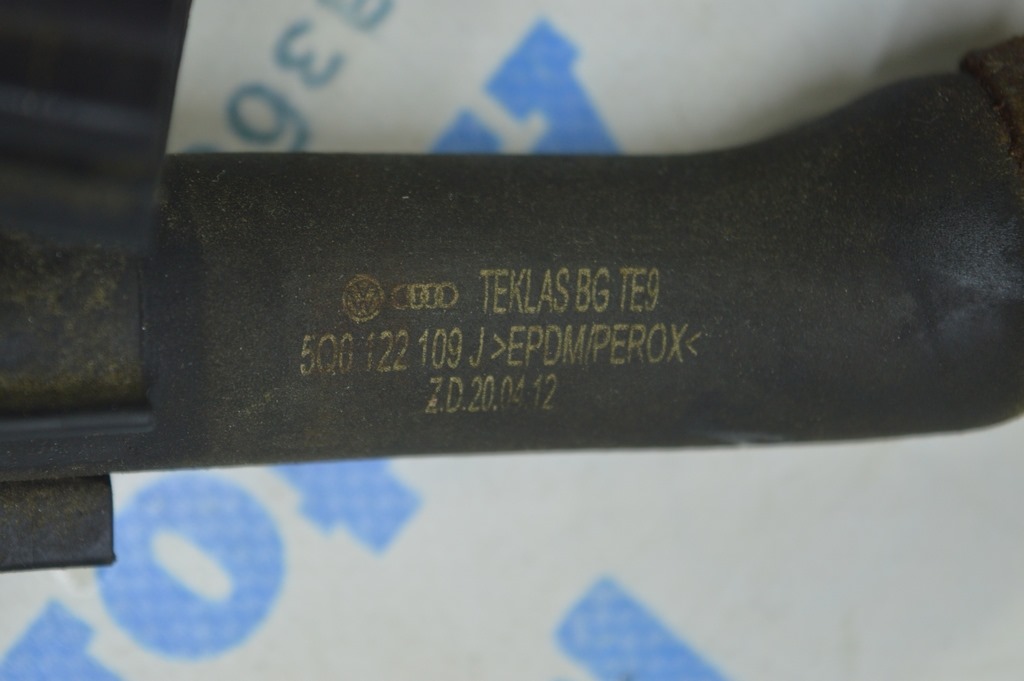 TEKLAS BG TE9
5Q0 122 109 J >EPDM/PEROX<
Z.D.20.04.12